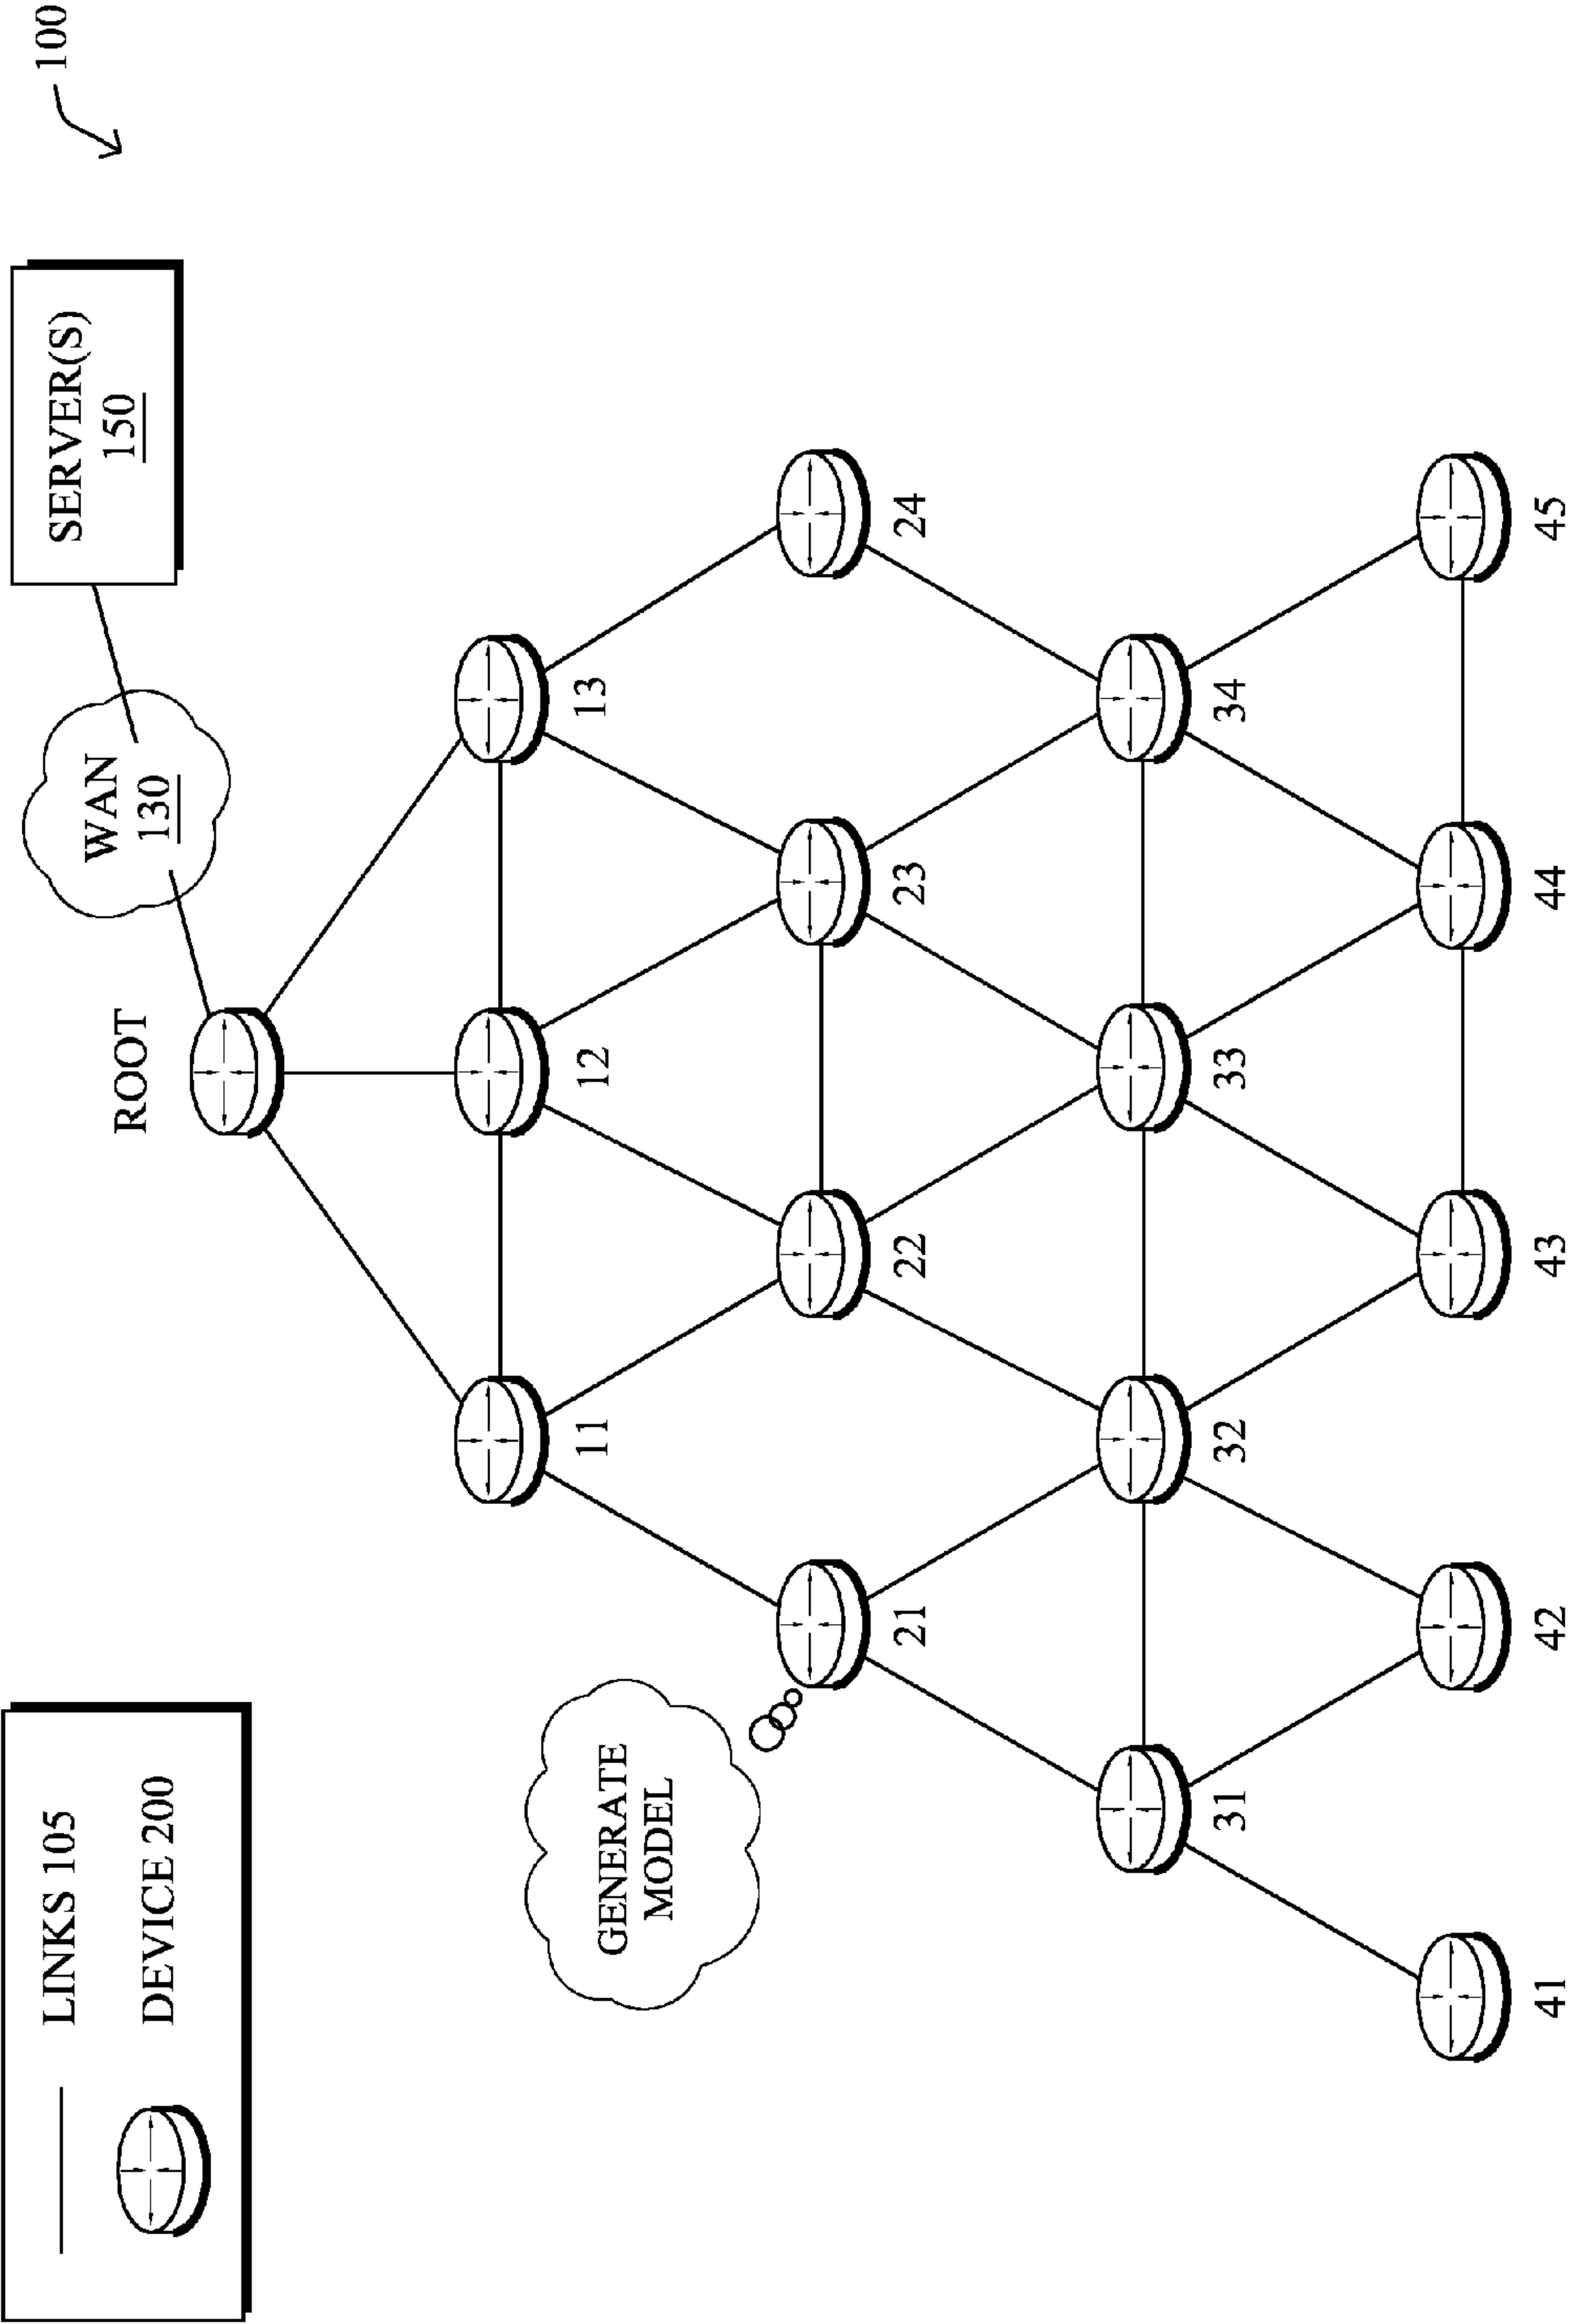 100
LINKS 105
DEVICE 200
SERVER(S)
150
WAN
130
ROOT
11
12
13
GENERATE
MODEL
21
22
23
24
31
32
33
34
41
42
43
44
45